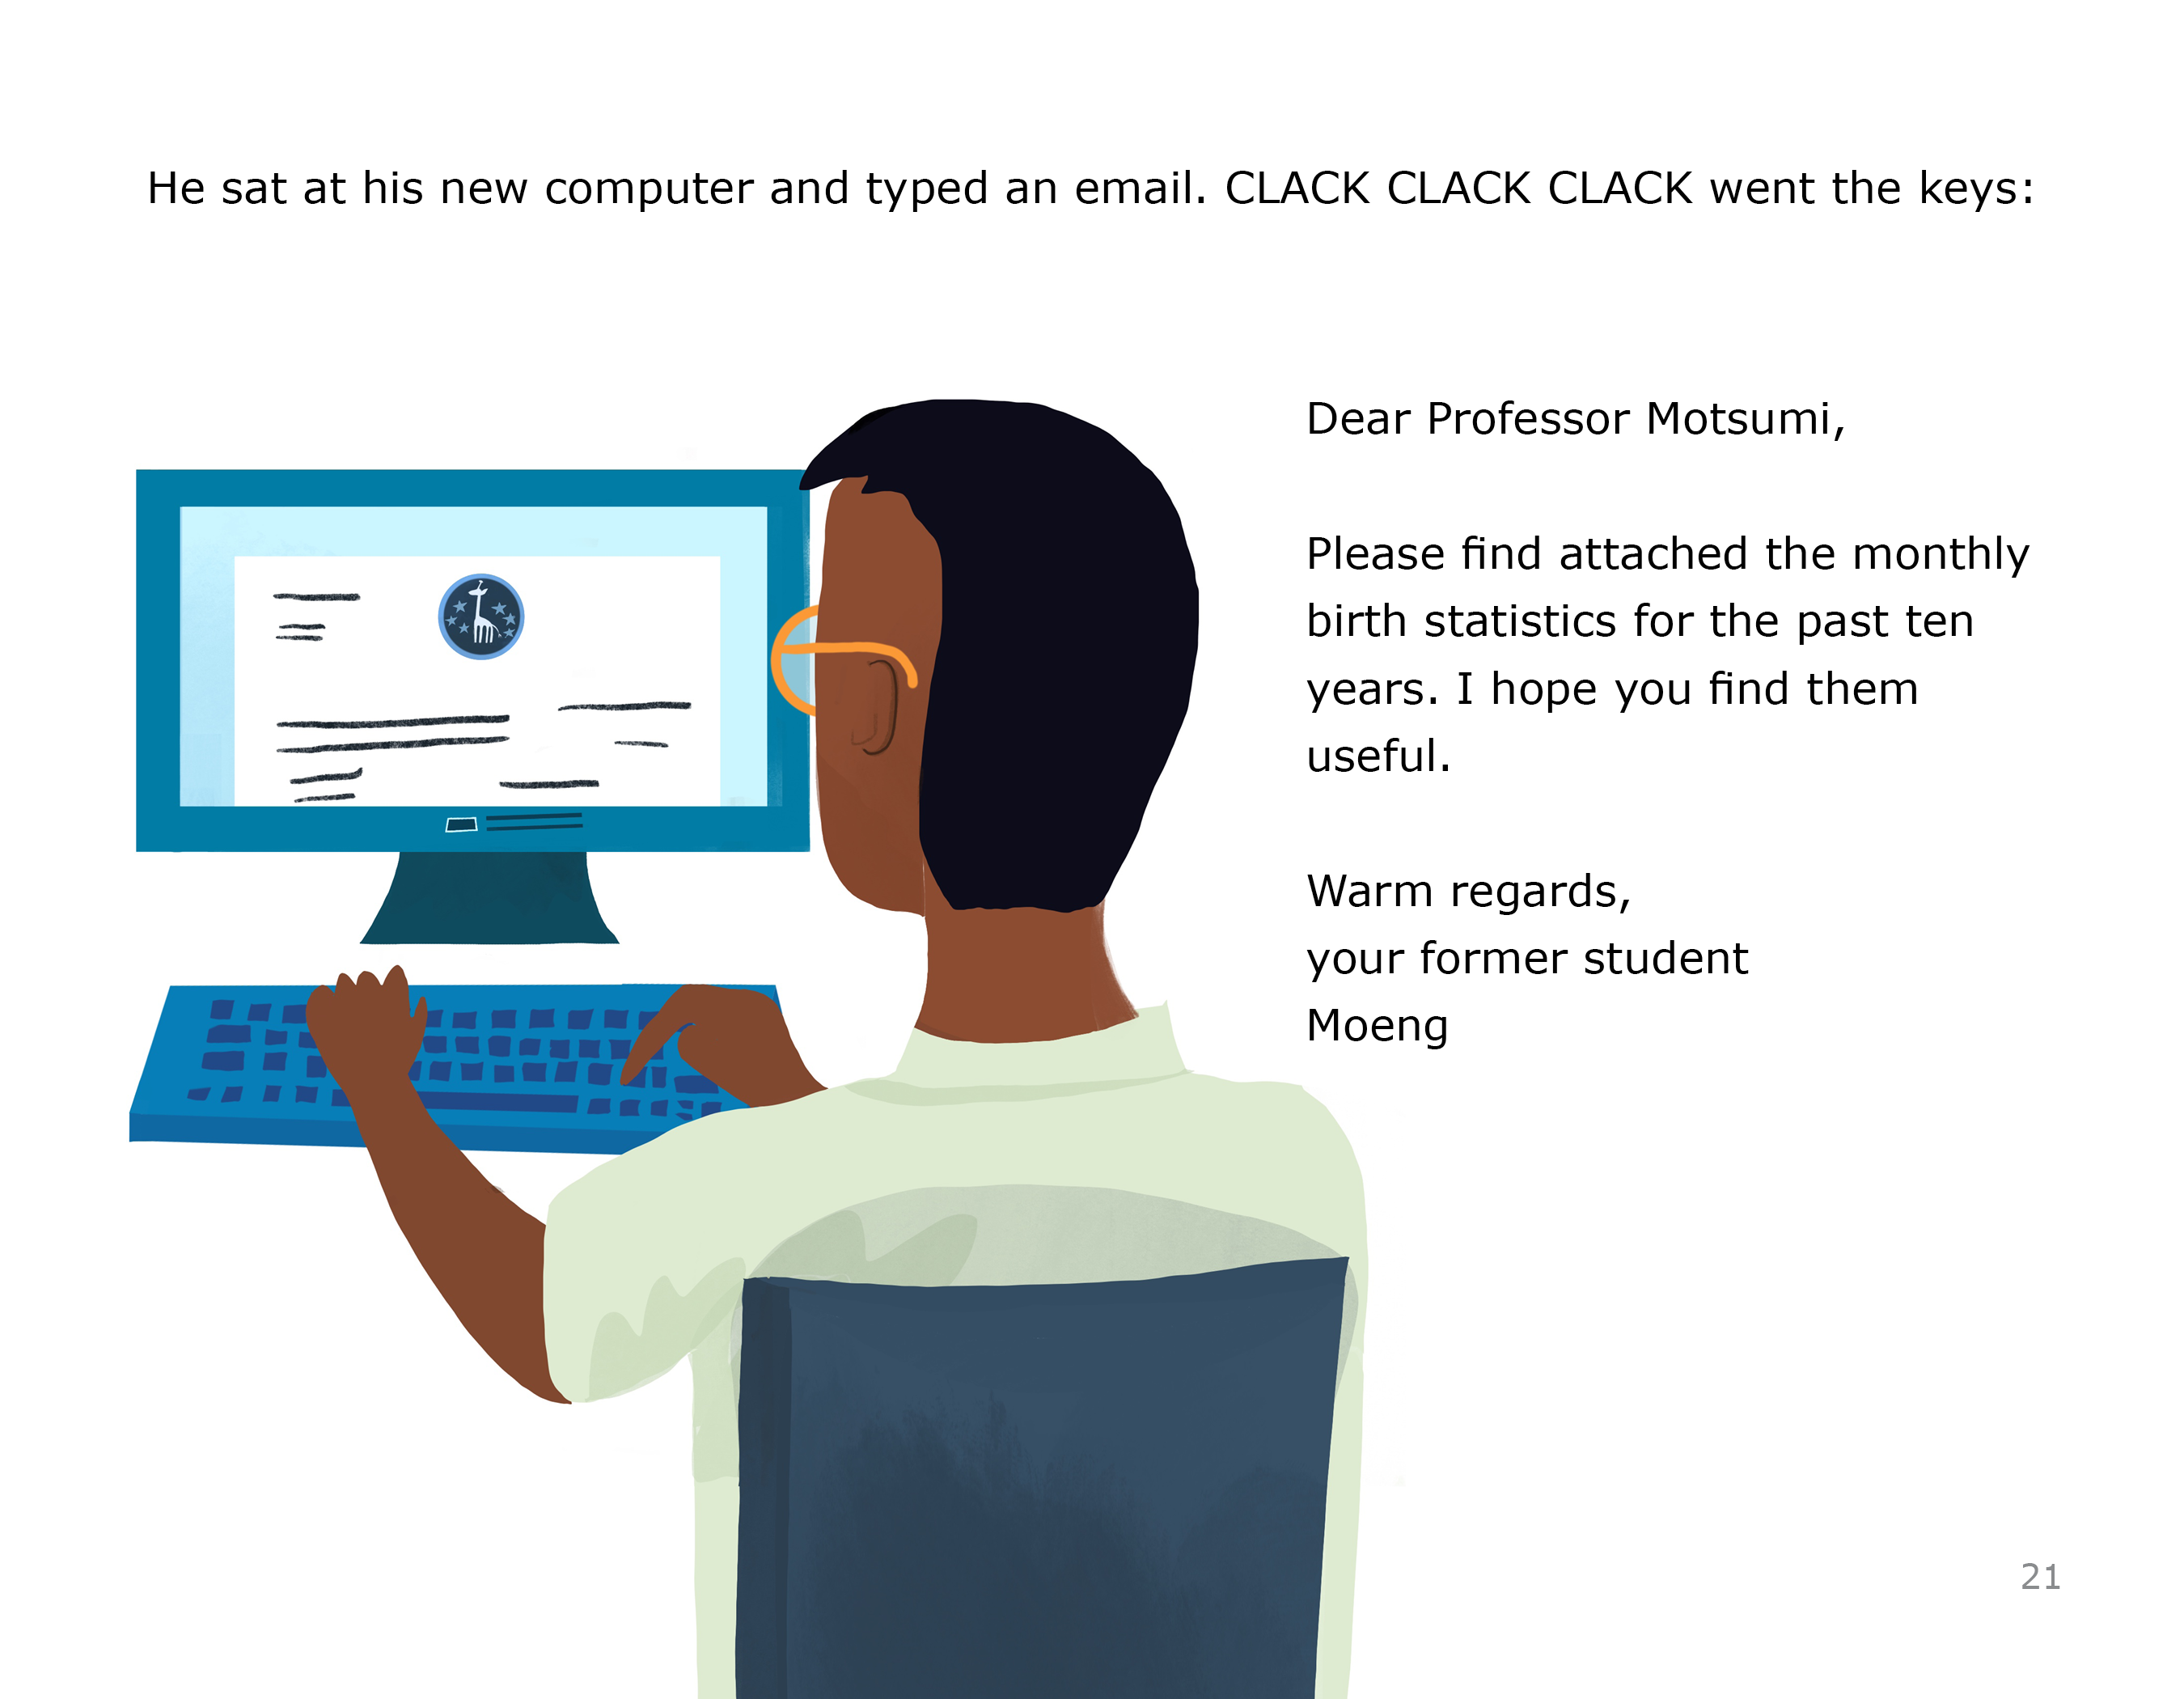 He sat at his new computer and typed an email. CLACK CLACK CLACK went the keys:
Dear Professor Motsumi,
Please find attached the monthly
birth statistics for the past ten
years. I hope you find them
useful.
Warm regards,
your former student
Moeng
21